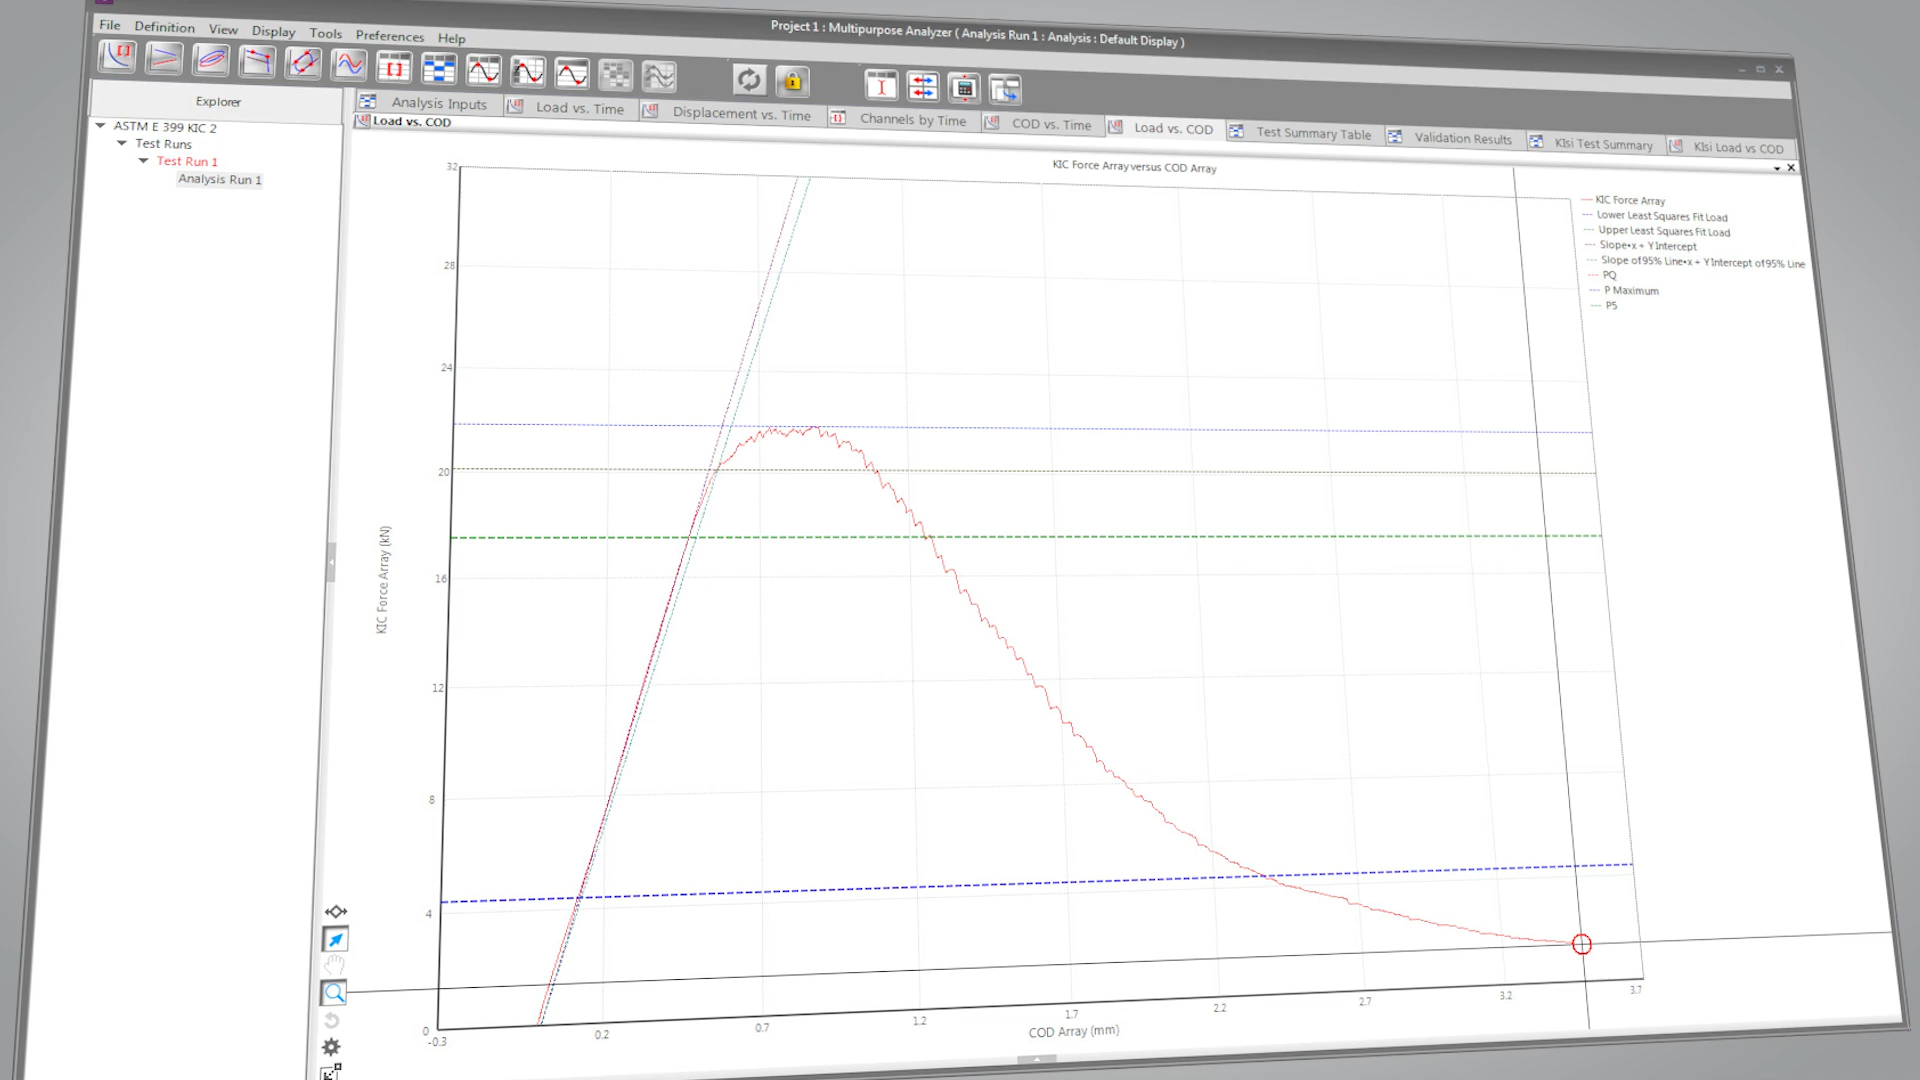 Project 1 : Multipurpose Analyzer ( Analysis Run 1 : Analysis : Default Display )
File Definition View Display Tools Preferences Help
Explorer
ASTM E 399 KIC 2
Test Runs
Test Run 1
Analysis Run 1
Analysis Inputs Load vs. Time Displacement vs. Time Channels by Time COD vs. Time Load vs. COD Test Summary Table Validation Results KIsi Test Summary KIsi Load vs COD
Load vs. COD
KIC Force Array versus COD Array
KIC Force Array
Lower Least Squares Fit Load
Upper Least Squares Fit Load
Slope•x + Y Intercept
Slope of 95% Line•x + Y Intercept of 95% Line
PQ
P Maximum
P5
KIC Force Array (kN)
32
28
24
20
16
12
8
4
0
-0.3 0.2 0.7 1.2 1.7 2.2 2.7 3.2 3.7
COD Array (mm)